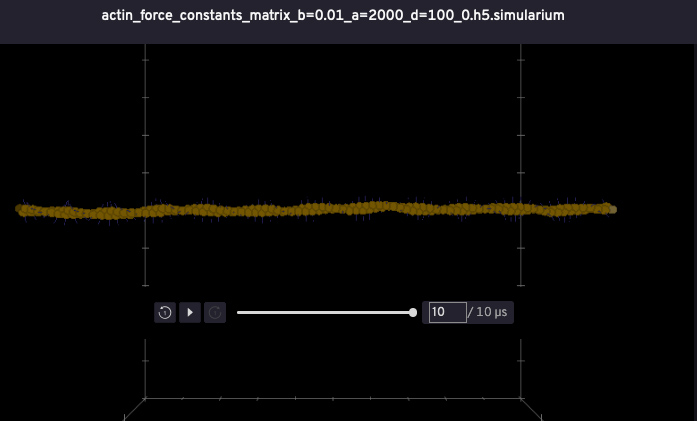 actin_force_constants_matrix_b=0.01_a=2000_d=100_0.h5.simularium
10 / 10 µs